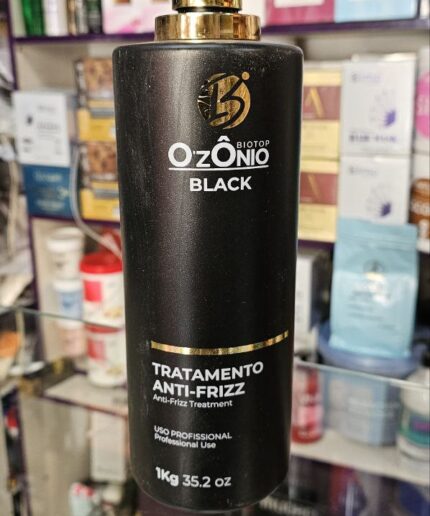 BIOTOP
O'ZÔNIO
BLACK
TRATAMENTO
ANTI-FRIZZ
Anti-Frizz Treatment
USO PROFISSIONAL
Professional Use
1Kg 35.2 oz